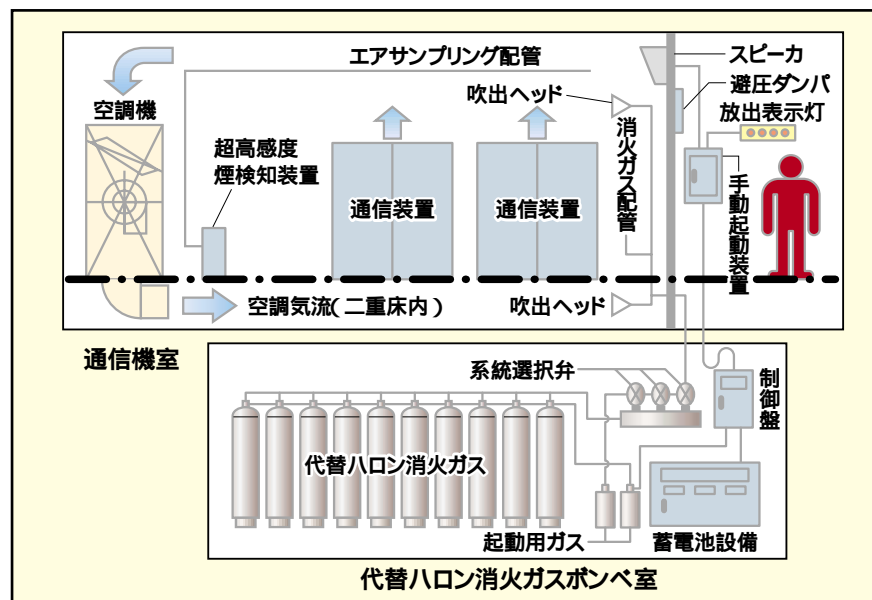 エアサンプリング配管
スピーカ
避圧ダンパ
放出表示灯
空調機
吹出ヘッド
消火ガス配管
超高感度
煙検知装置
通信装置
通信装置
手動起動装置
空調気流(二重床内)
吹出ヘッド
通信機室
系統選択弁
制御盤
代替ハロン消火ガス
起動用ガス
蓄電池設備
代替ハロン消火ガスボンベ室